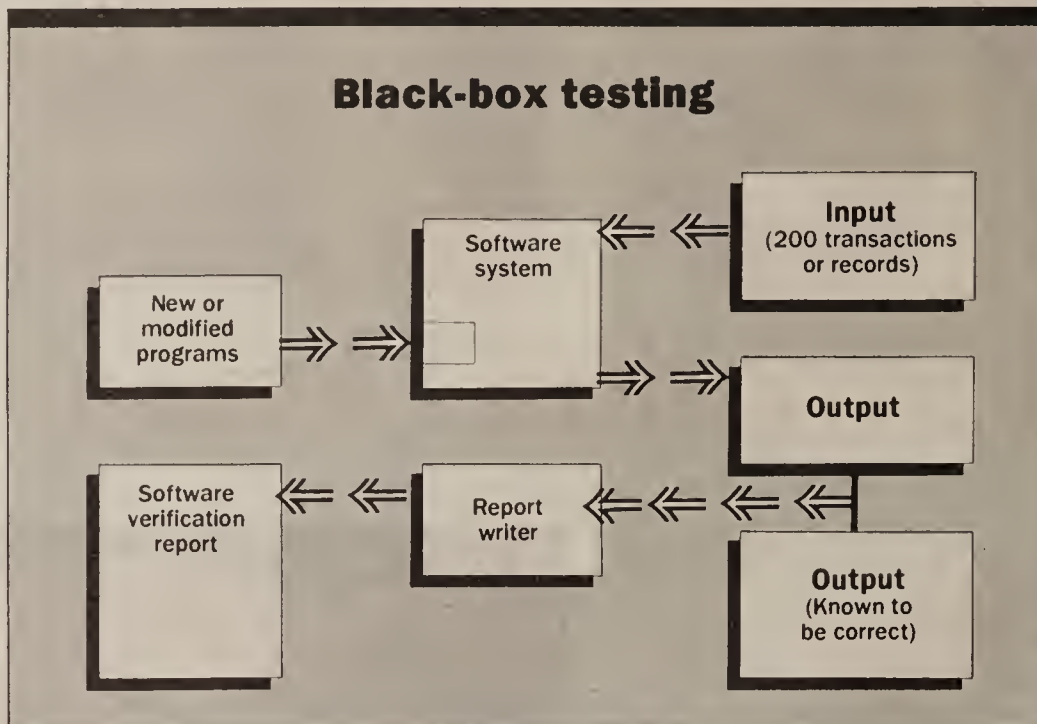 Black-box testing
Input
(200 transactions
or records)
Software
system
New or
modified
programs
Output
Software
verification
report
Report
writer
Output
(Known to
be correct)